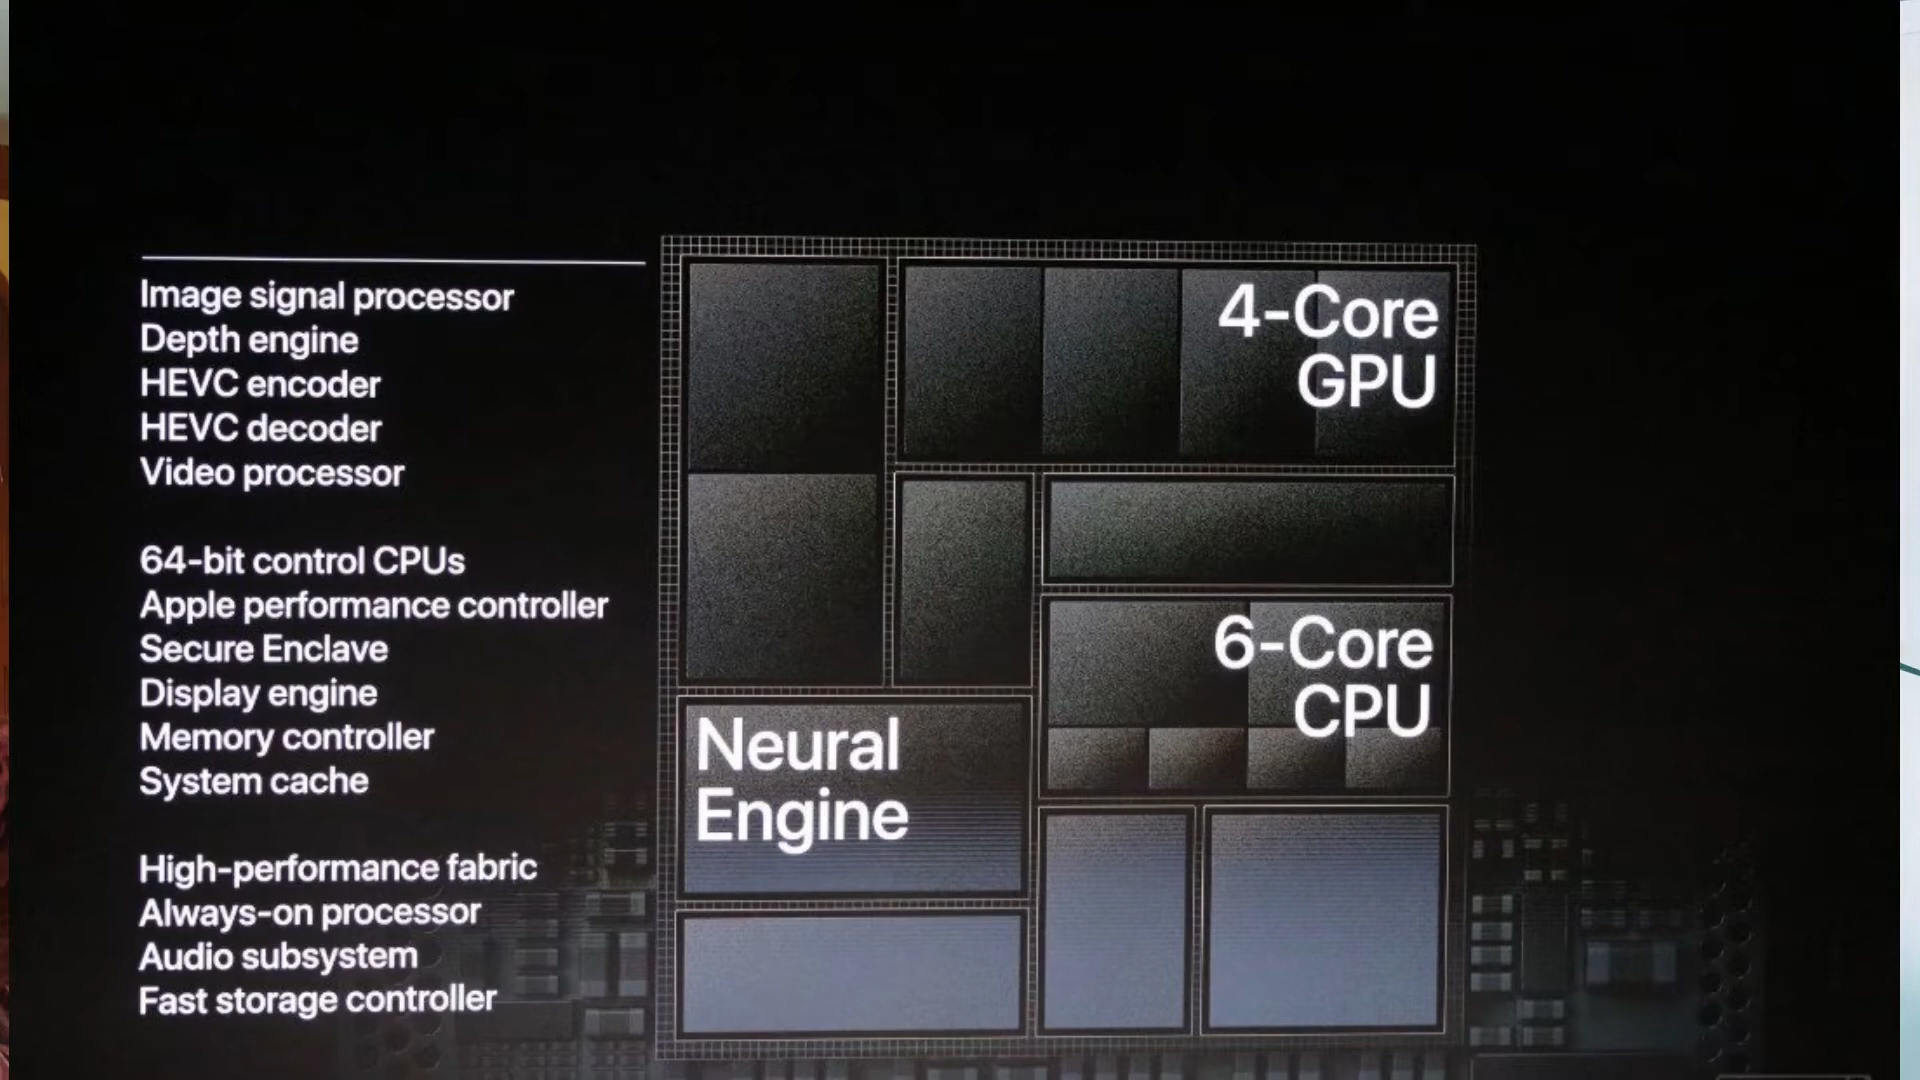 Image signal processor
Depth engine
HEVC encoder
HEVC decoder
Video processor
64-bit control CPUs
Apple performance controller
Secure Enclave
Display engine
Memory controller
System cache
High-performance fabric
Always-on processor
Audio subsystem
Fast storage controller
4-Core
GPU
6-Core
CPU
Neural
Engine